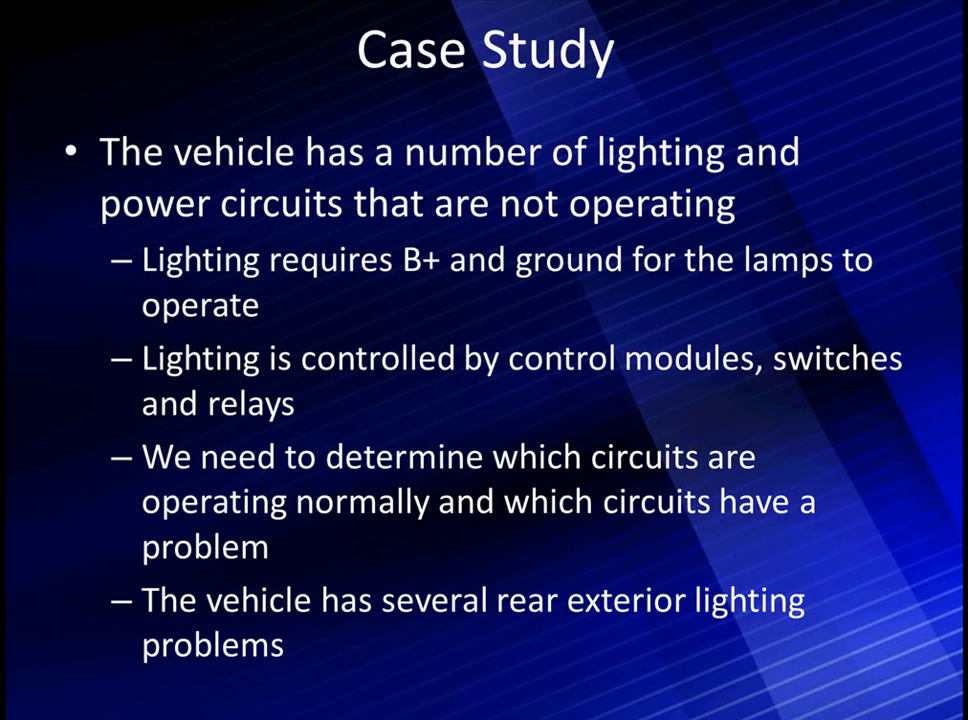 Case Study
• The vehicle has a number of lighting and
power circuits that are not operating
– Lighting requires B+ and ground for the lamps to
operate
– Lighting is controlled by control modules, switches
and relays
– We need to determine which circuits are
operating normally and which circuits have a
problem
– The vehicle has several rear exterior lighting
problems